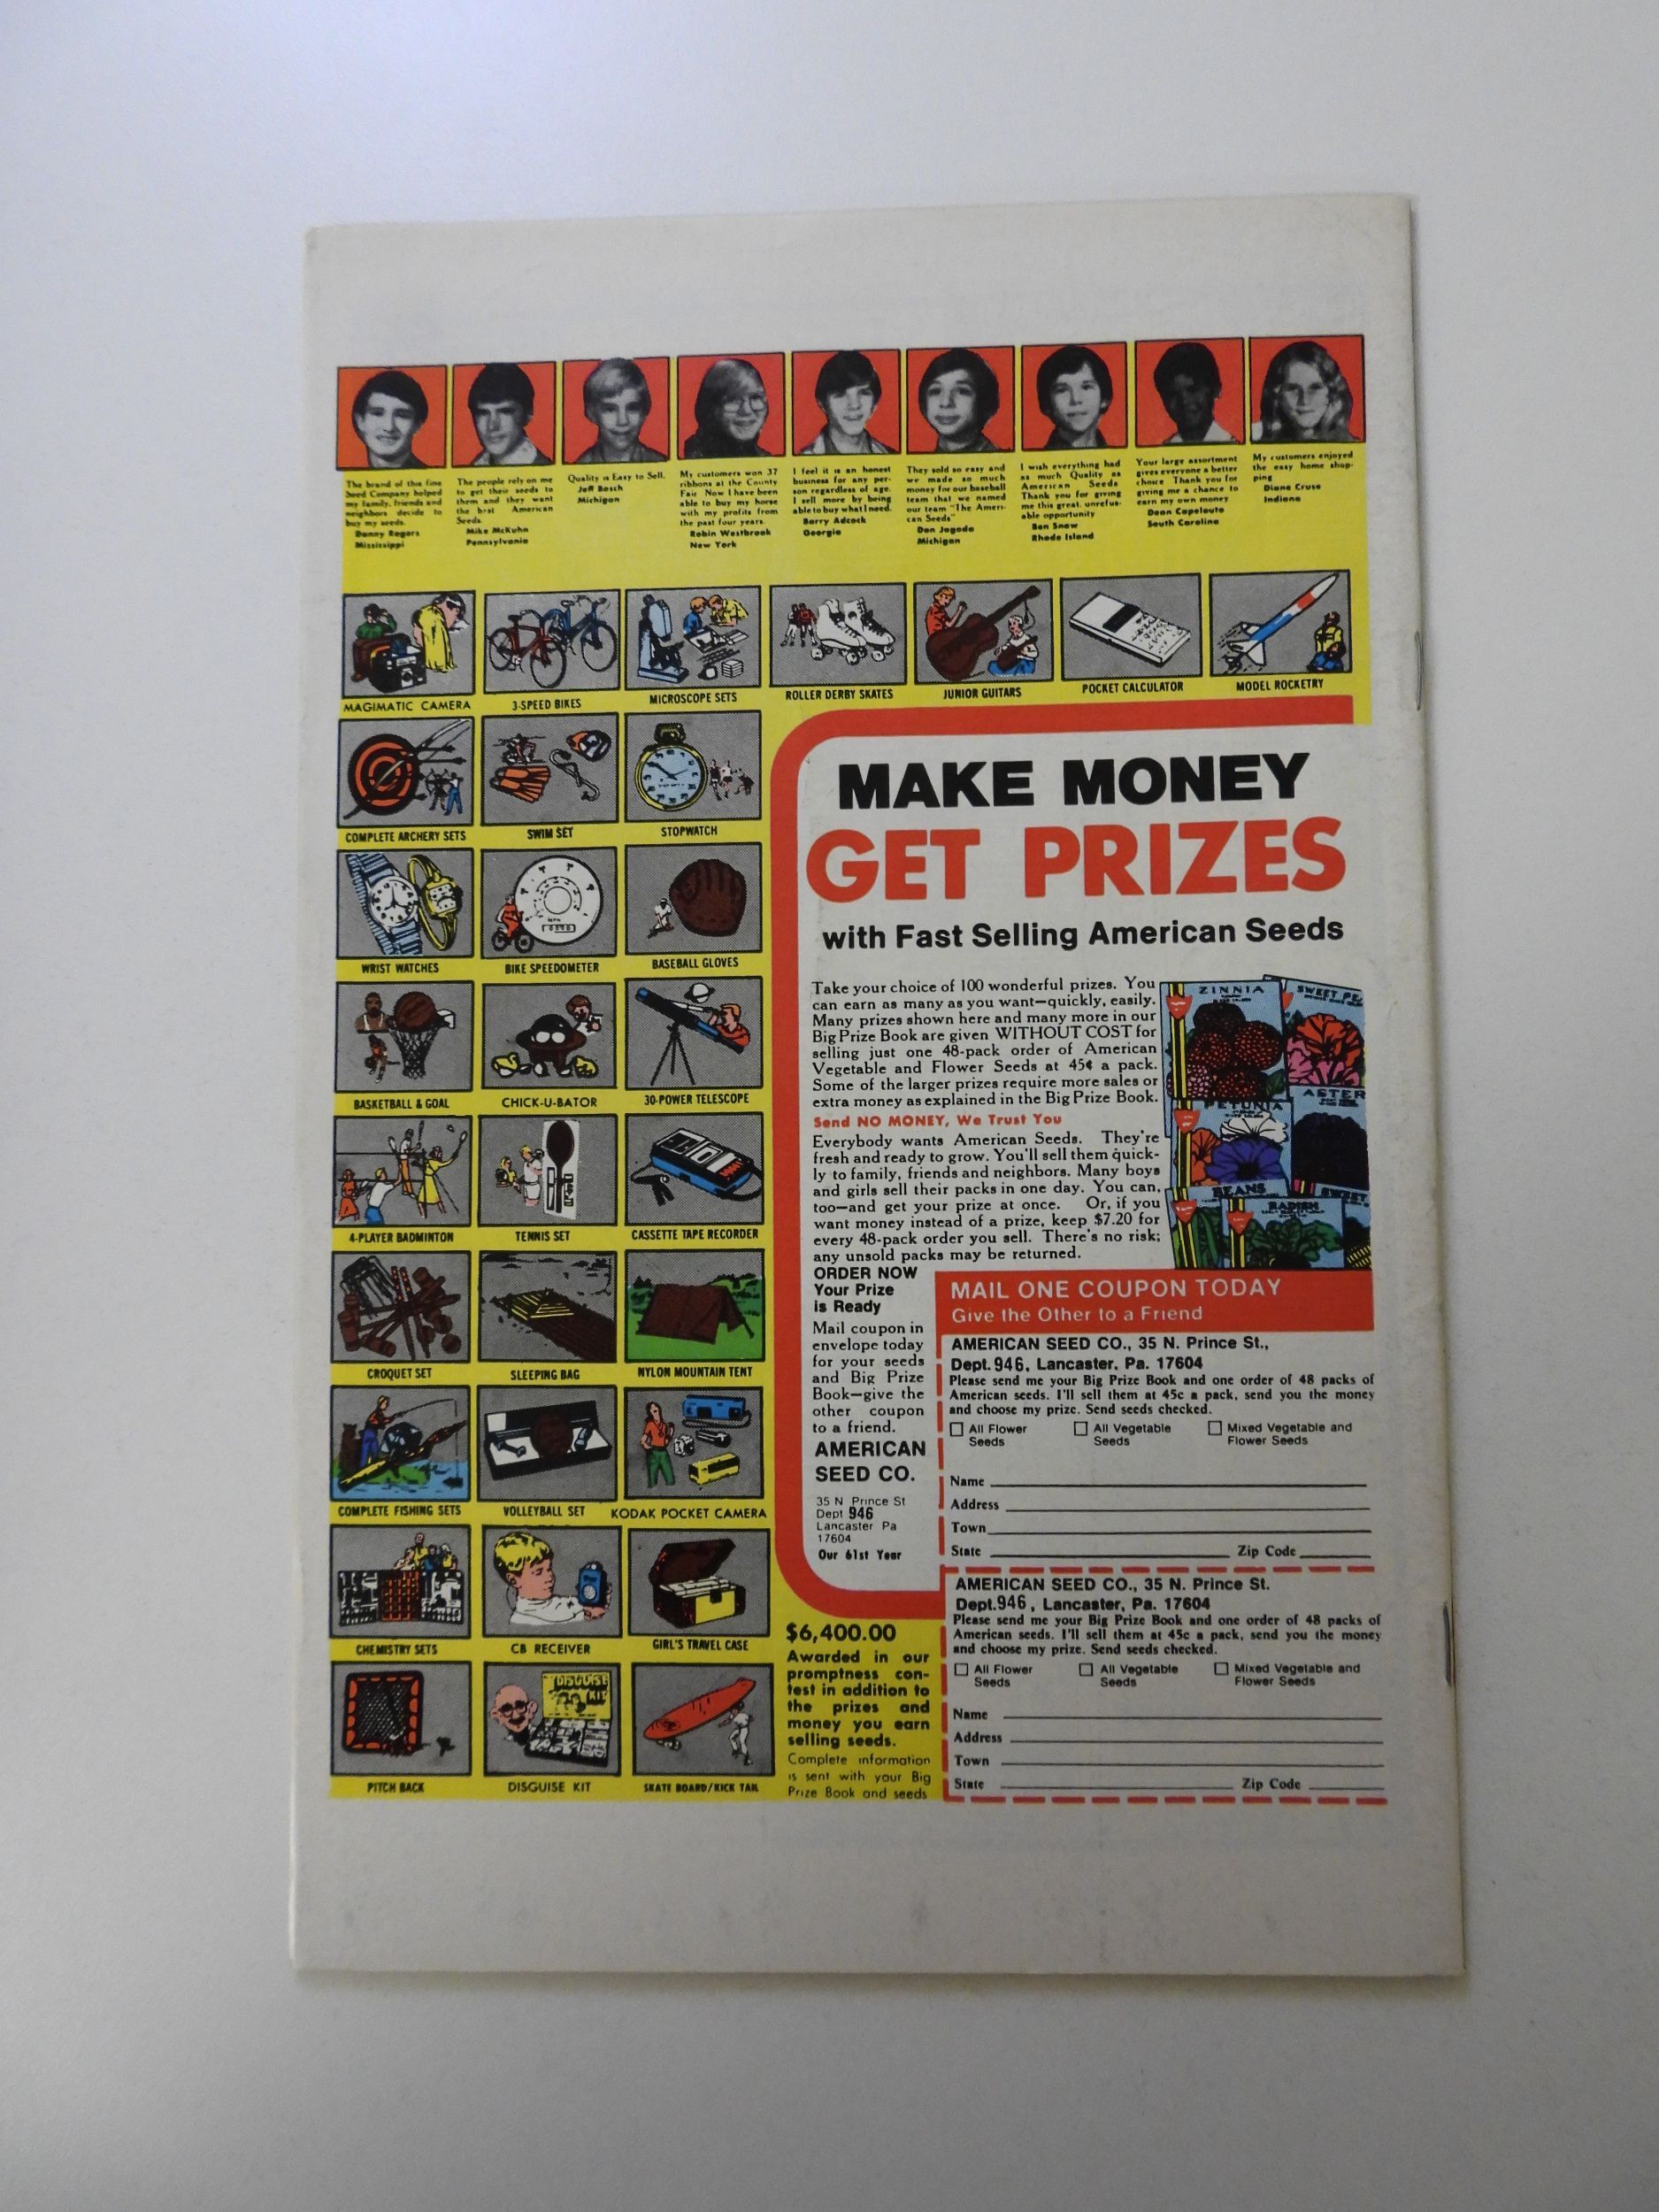 The brand of this fine
Seed Company helped
my family, friends and
neighbors decide to
buy my seeds.
Danny Rogers
Mississippi
The people rely on me
to get their seeds to
them and they want
the best American
Seeds.
Mike McKuhn
Pennsylvania
Quality is Easy to Sell.
Jeff Bosch
Michigan
My customers won 37
ribbons at the County
Fair Now I have been
able to buy my horse
with my profits from
the past four years.
Robin Westbrook
New York
I feel it is an honest
business for any per-
son regardless of age.
I sell more by being
able to buy what I need.
Barry Adcock
Georgia
They sold so easy and
we made so much
money for our baseball
team that we named
our team "The Ameri-
can Seeds"
Don Jagoda
Michigan
I wish everything had
as much Quality as
American Seeds
Thank you for giving
me this great, unrefus-
able opportunity
Ben Snow
Rhode Island
Your large assortment
gives everyone a better
choice Thank you for
giving me a chance to
earn my own money
Dean Capelouto
South Carolina
My customers enjoyed
the easy home shop-
ping
Diane Cruse
Indiana
MAGIMATIC CAMERA
3-SPEED BIKES
MICROSCOPE SETS
ROLLER DERBY SKATES
JUNIOR GUITARS
POCKET CALCULATOR
MODEL ROCKETRY
COMPLETE ARCHERY SETS
SWIM SET
STOPWATCH
WRIST WATCHES
BIKE SPEEDOMETER
BASEBALL GLOVES
BASKETBALL & GOAL
CHICK-U-BATOR
30-POWER TELESCOPE
4-PLAYER BADMINTON
TENNIS SET
CASSETTE TAPE RECORDER
CROQUET SET
SLEEPING BAG
NYLON MOUNTAIN TENT
COMPLETE FISHING SETS
VOLLEYBALL SET
KODAK POCKET CAMERA
CHEMISTRY SETS
CB RECEIVER
GIRL'S TRAVEL CASE
PITCH BACK
DISGUISE KIT
DISGUISE KIT
SKATE BOARD/KICK TAIL
MAKE MONEY
GET PRIZES
with Fast Selling American Seeds
Take your choice of 100 wonderful prizes. You
can earn as many as you want—quickly, easily.
Many prizes shown here and many more in our
Big Prize Book are given WITHOUT COST for
selling just one 48-pack order of American
Vegetable and Flower Seeds at 45¢ a pack.
Some of the larger prizes require more sales or
extra money as explained in the Big Prize Book.
Send NO MONEY, We Trust You
Everybody wants American Seeds. They're
fresh and ready to grow. You'll sell them quick-
ly to family, friends and neighbors. Many boys
and girls sell their packs in one day. You can,
too—and get your prize at once. Or, if you
want money instead of a prize, keep $7.20 for
every 48-pack order you sell. There's no risk;
any unsold packs may be returned.
ZINNIA
SWEET PE
PETUNIA
ASTER
BEANS
RADISH
SWEET
ORDER NOW
Your Prize
is Ready
Mail coupon in
envelope today
for your seeds
and Big Prize
Book—give the
other coupon
to a friend.
AMERICAN
SEED CO.
35 N Prince St
Dept 946
Lancaster Pa
17604
Our 61st Year
MAIL ONE COUPON TODAY
Give the Other to a Friend
AMERICAN SEED CO., 35 N. Prince St.,
Dept. 946, Lancaster, Pa. 17604
Please send me your Big Prize Book and one order of 48 packs of
American seeds. I'll sell them at 45c a pack, send you the money
and choose my prize. Send seeds checked.
All Flower
Seeds
All Vegetable
Seeds
Mixed Vegetable and
Flower Seeds
Name
Address
Town
State Zip Code
AMERICAN SEED CO., 35 N. Prince St.
Dept. 946, Lancaster, Pa. 17604
Please send me your Big Prize Book and one order of 48 packs of
American seeds. I'll sell them at 45c a pack, send you the money
and choose my prize. Send seeds checked.
All Flower
Seeds
All Vegetable
Seeds
Mixed Vegetable and
Flower Seeds
Name
Address
Town
State Zip Code
$6,400.00
Awarded in our
promptness con-
test in addition to
the prizes and
money you earn
selling seeds.
Complete information
is sent with your Big
Prize Book and seeds